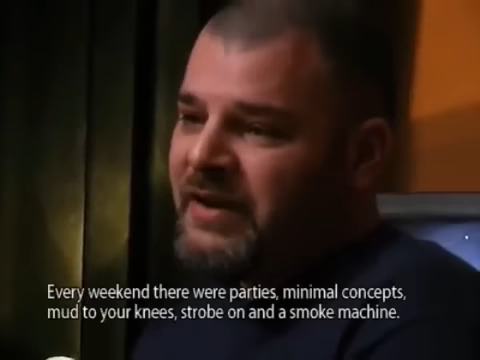 Every weekend there were parties, minimal concepts,
mud to your knees, strobe on and a smoke machine.